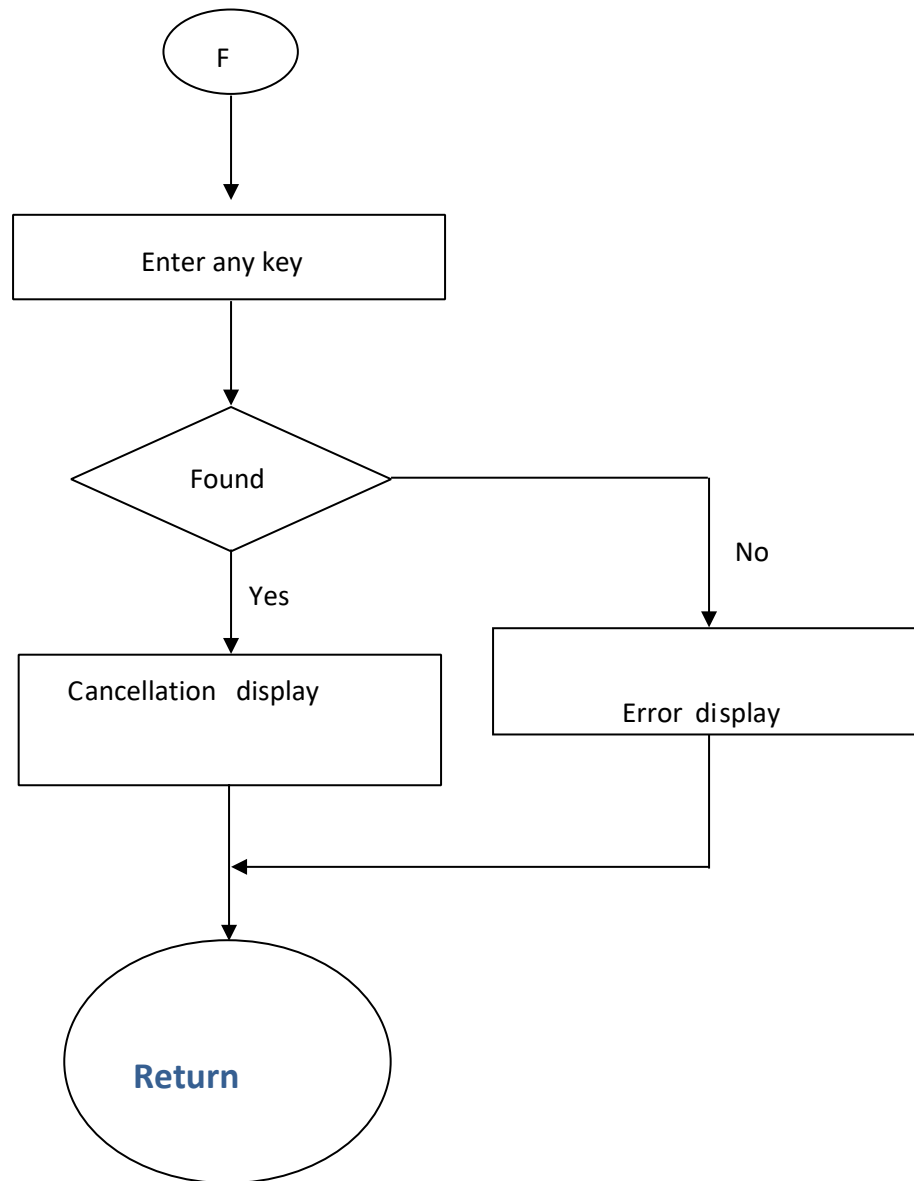 F
Enter any key
Found
No
Yes
Cancellation display
Error display
Return